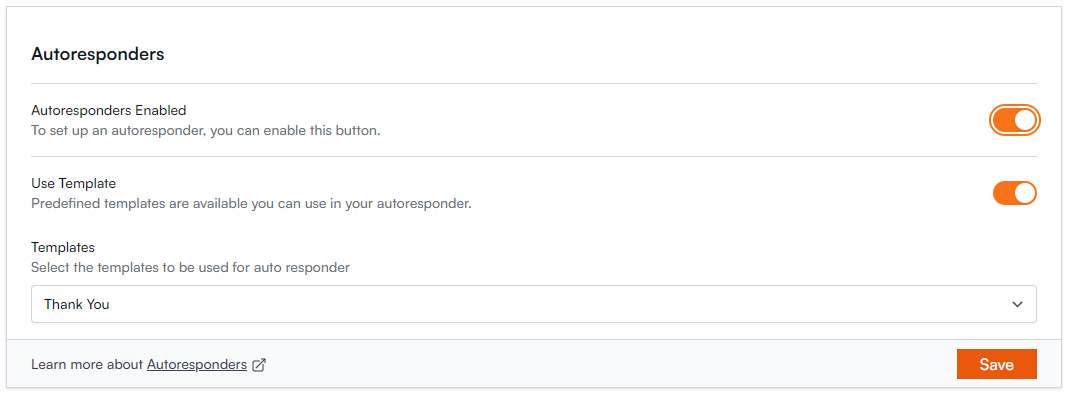 Autoresponders
Autoresponders Enabled
To set up an autoresponder, you can enable this button.
Use Template
Predefined templates are available you can use in your autoresponder.
Templates
Select the templates to be used for auto responder
Thank You
Learn more about Autoresponders
Save